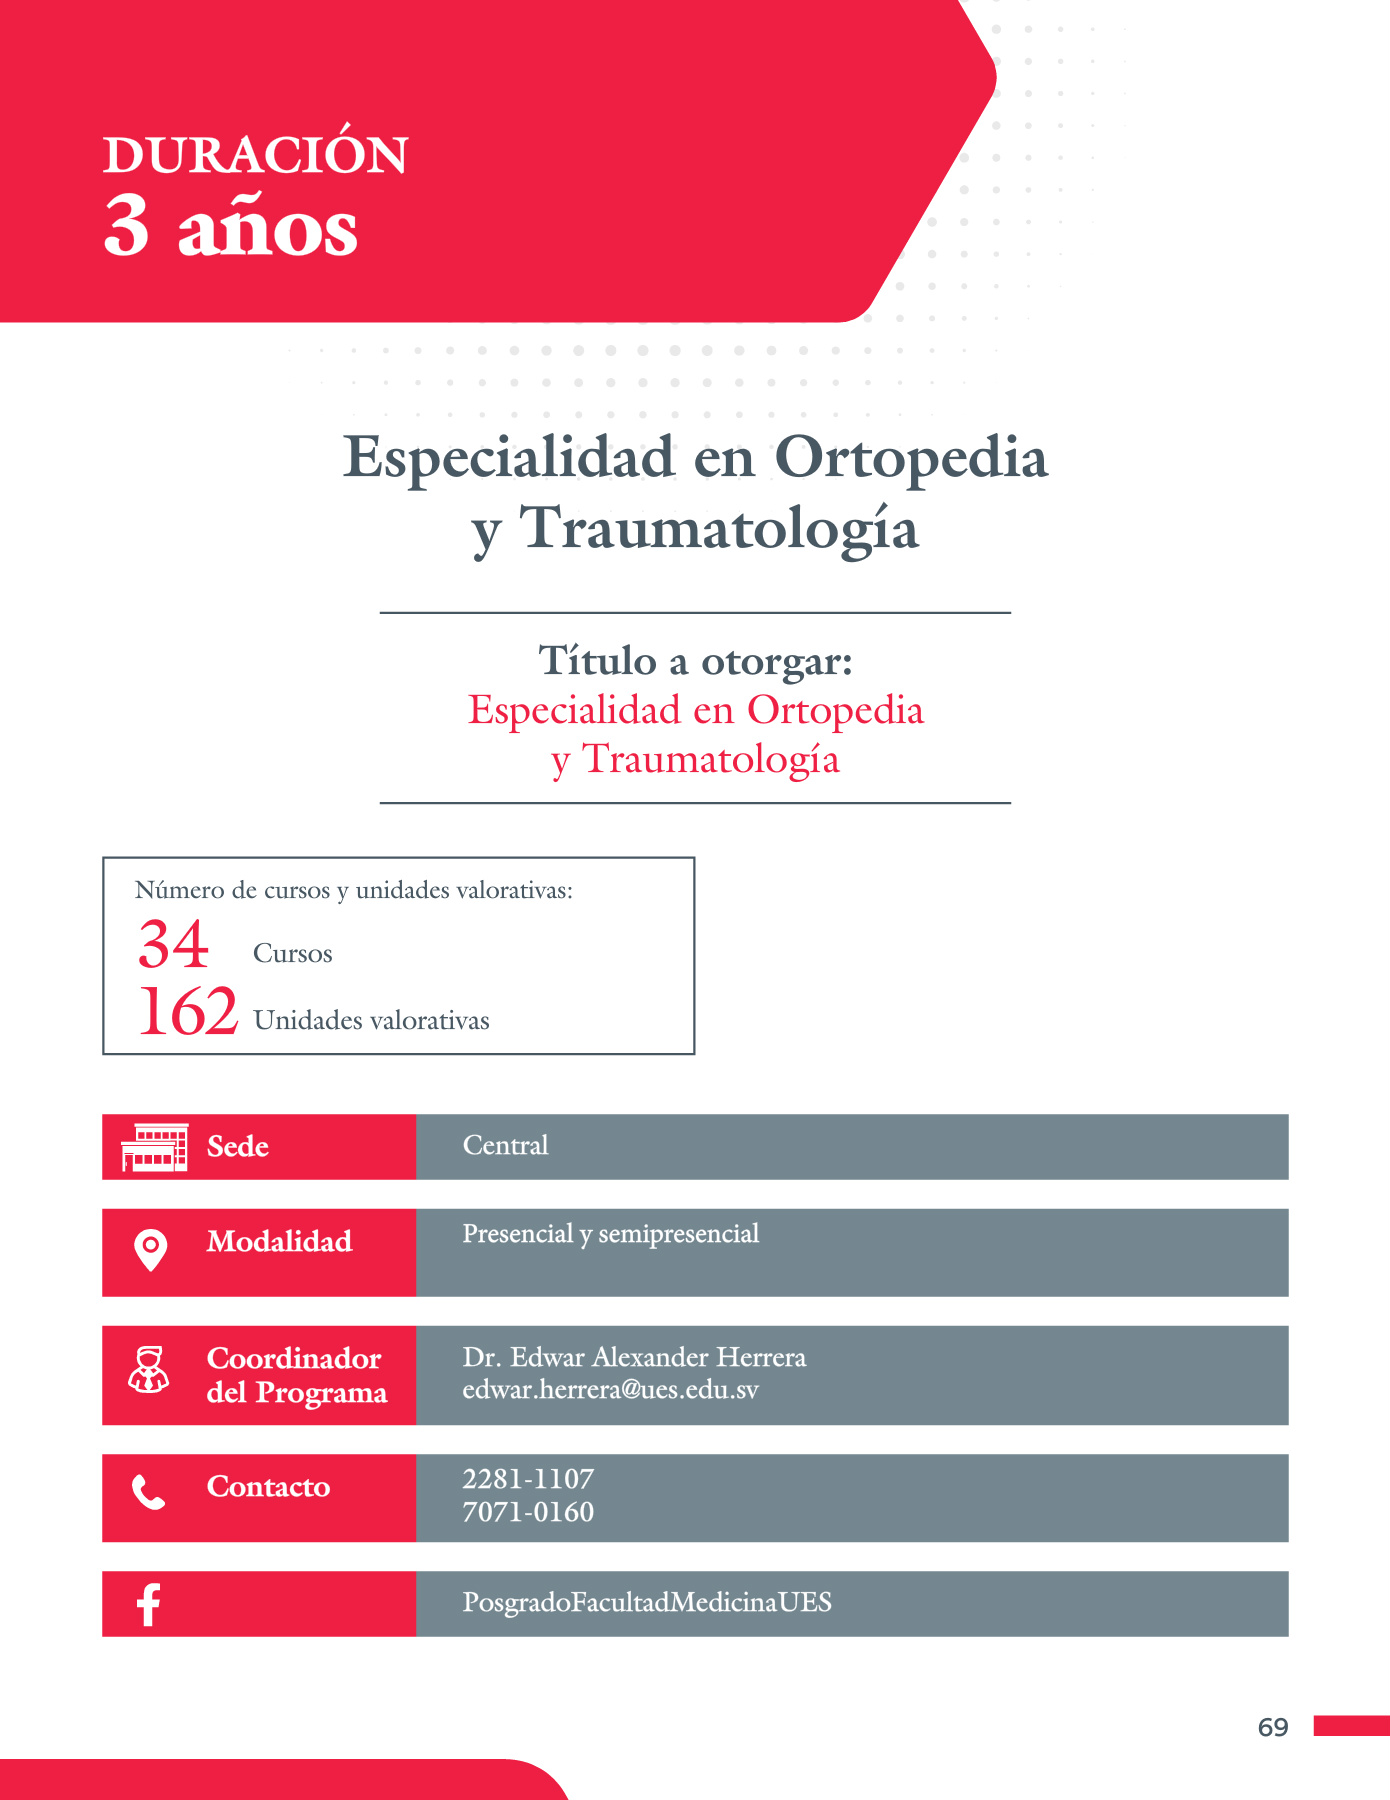 DURACIÓN
3 años
Especialidad en Ortopedia
y Traumatología
Título a otorgar:
Especialidad en Ortopedia
y Traumatología
Número de cursos y unidades valorativas:
34 Cursos
162 Unidades valorativas
Sede Central
Modalidad Presencial y semipresencial
Coordinador
del Programa
Dr. Edwar Alexander Herrera
edwar.herrera@ues.edu.sv
Contacto
2281-1107
7071-0160
PosgradoFacultadMedicinaUES
69